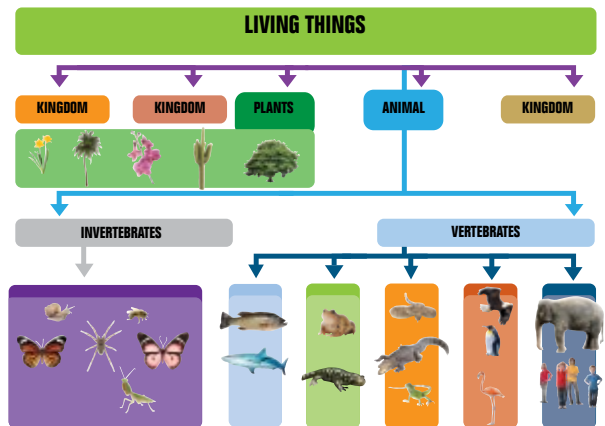 LIVING THINGS
KINGDOM
KINGDOM
PLANTS
ANIMAL
KINGDOM
INVERTEBRATES
VERTEBRATES